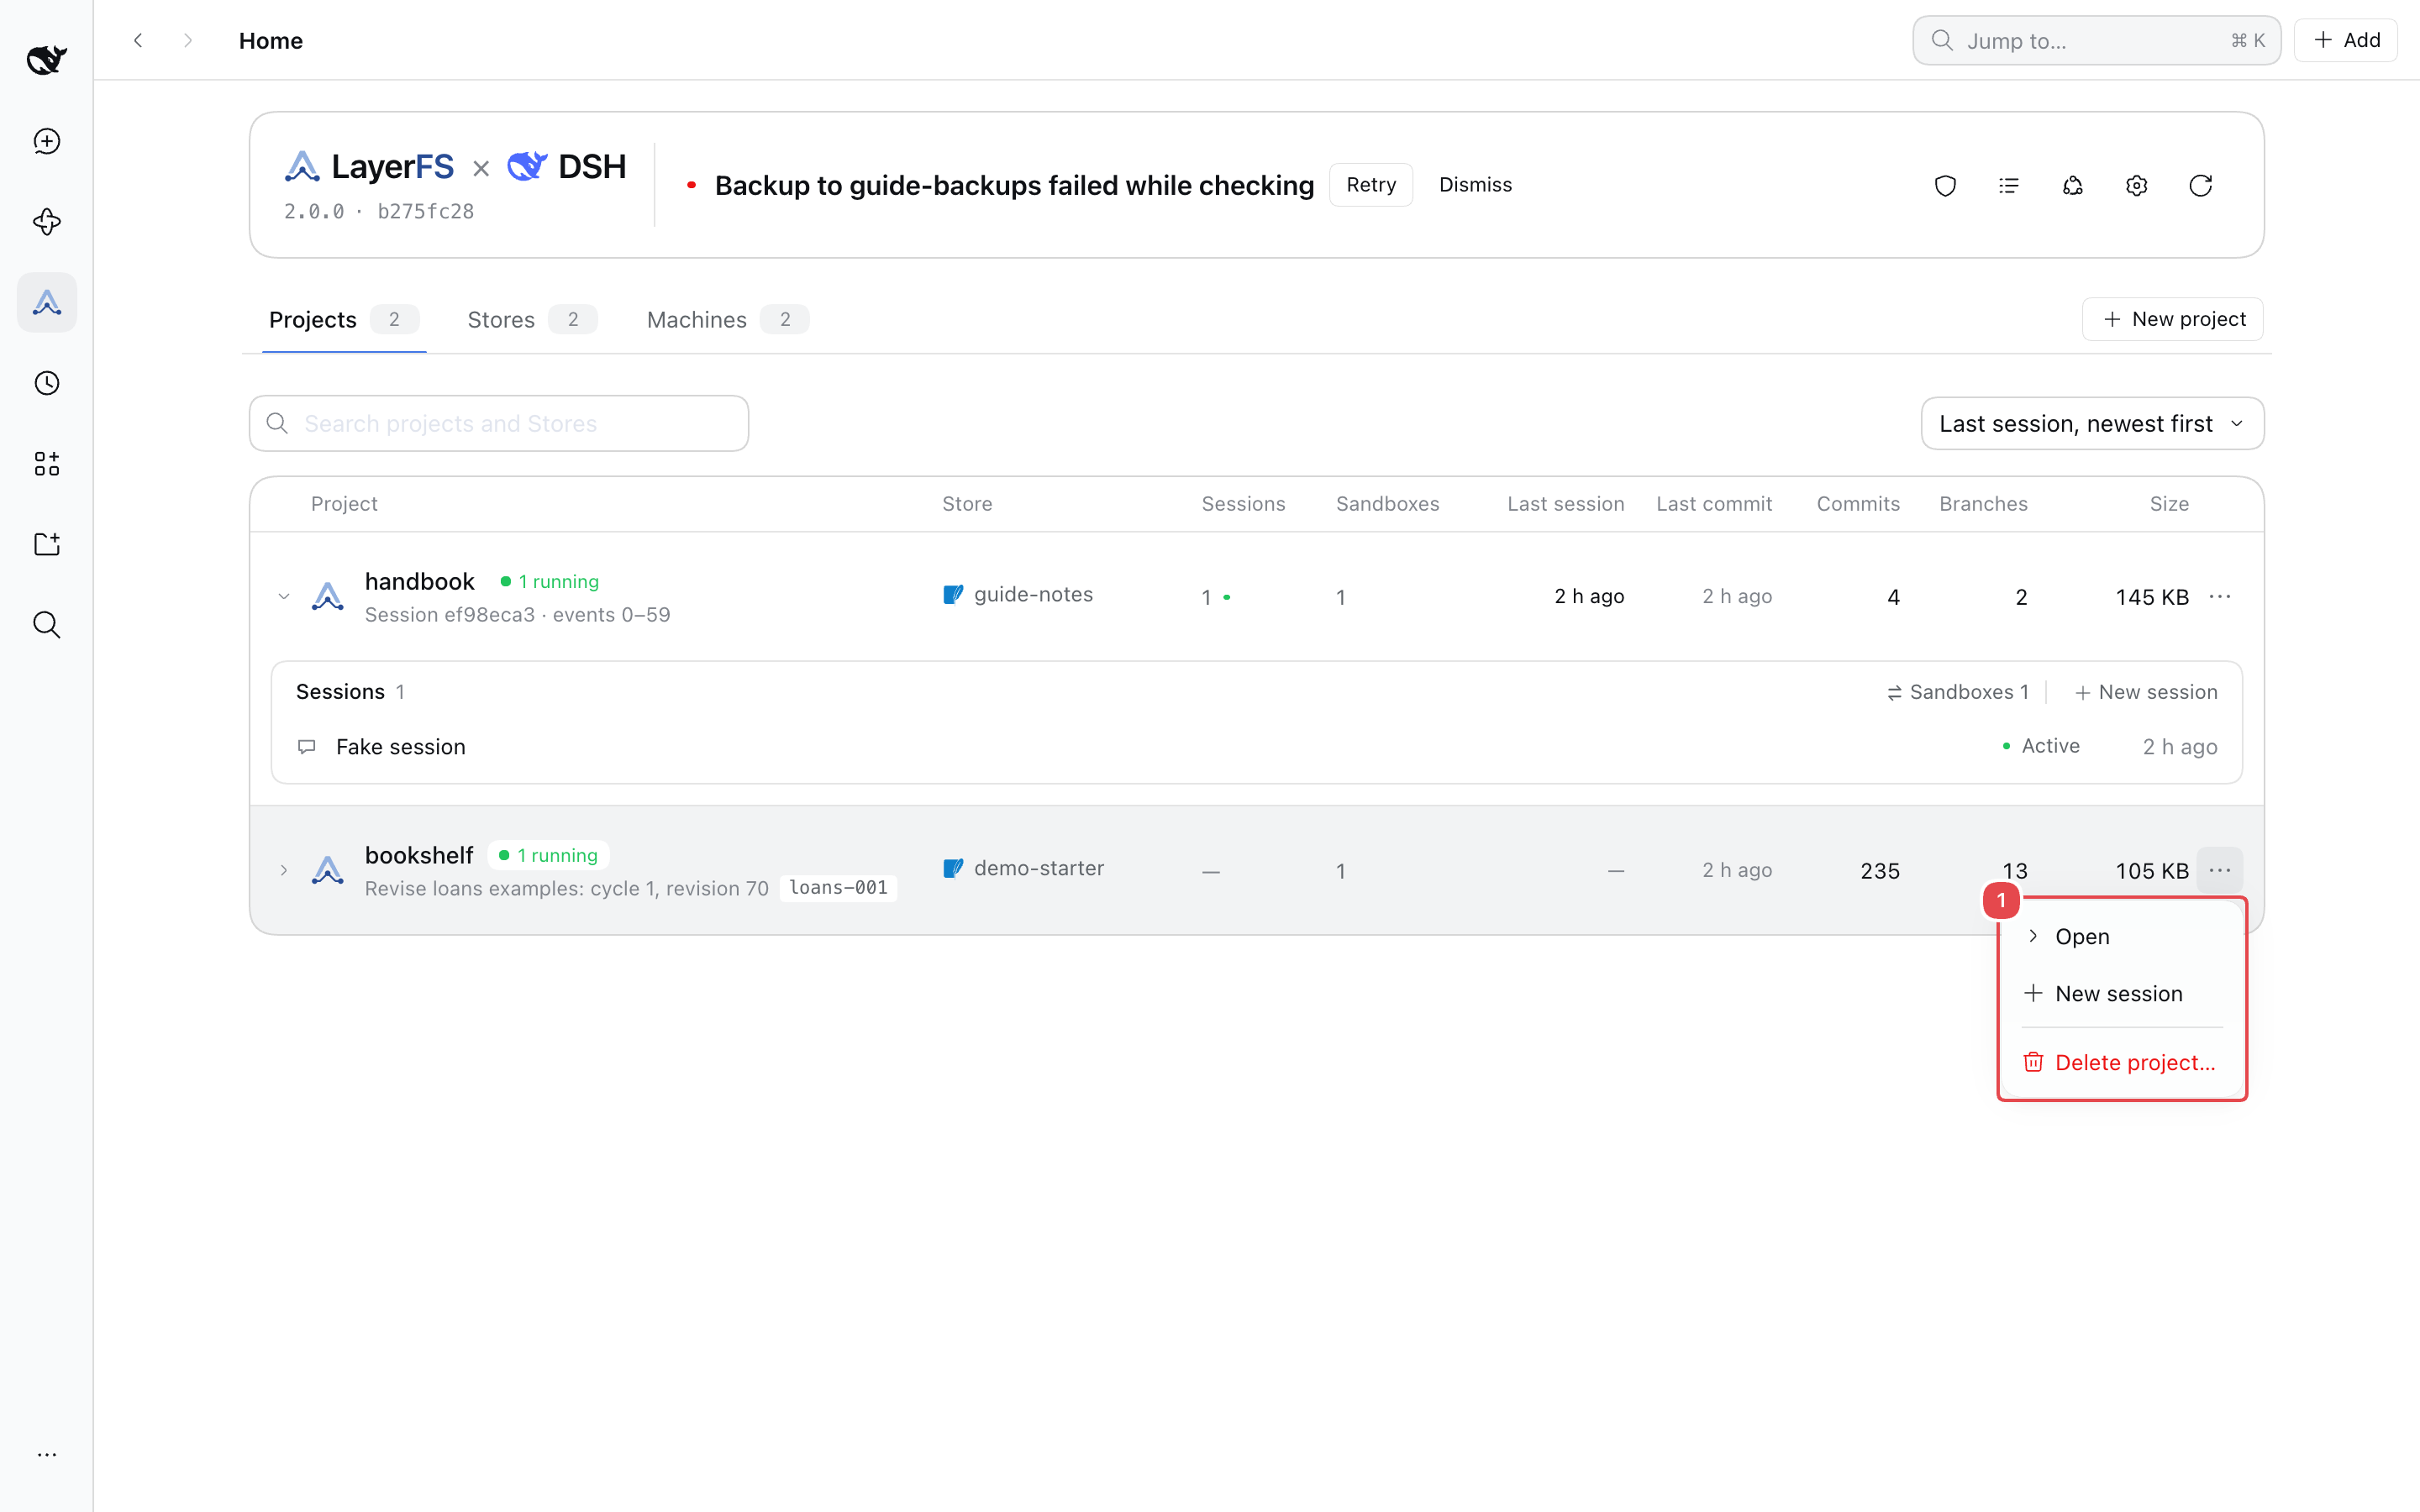 Home
Jump to...
⌘ K
+ Add
LayerFS × DSH
2.0.0 · b275fc28
Backup to guide-backups failed while checking
Retry
Dismiss
Projects 2
Stores 2
Machines 2
+ New project
Search projects and Stores
Last session, newest first
Project Store Sessions Sandboxes Last session Last commit Commits Branches Size
handbook 1 running
Session ef98eca3 · events 0–59
guide-notes 1 1 2 h ago 2 h ago 4 2 145 KB ...
Sessions 1
Sandboxes 1
+ New session
Fake session
Active 2 h ago
bookshelf 1 running
Revise loans examples: cycle 1, revision 70 loans-001
demo-starter — 1 — 2 h ago 235 13 105 KB ...
1
Open
+ New session
Delete project...
...